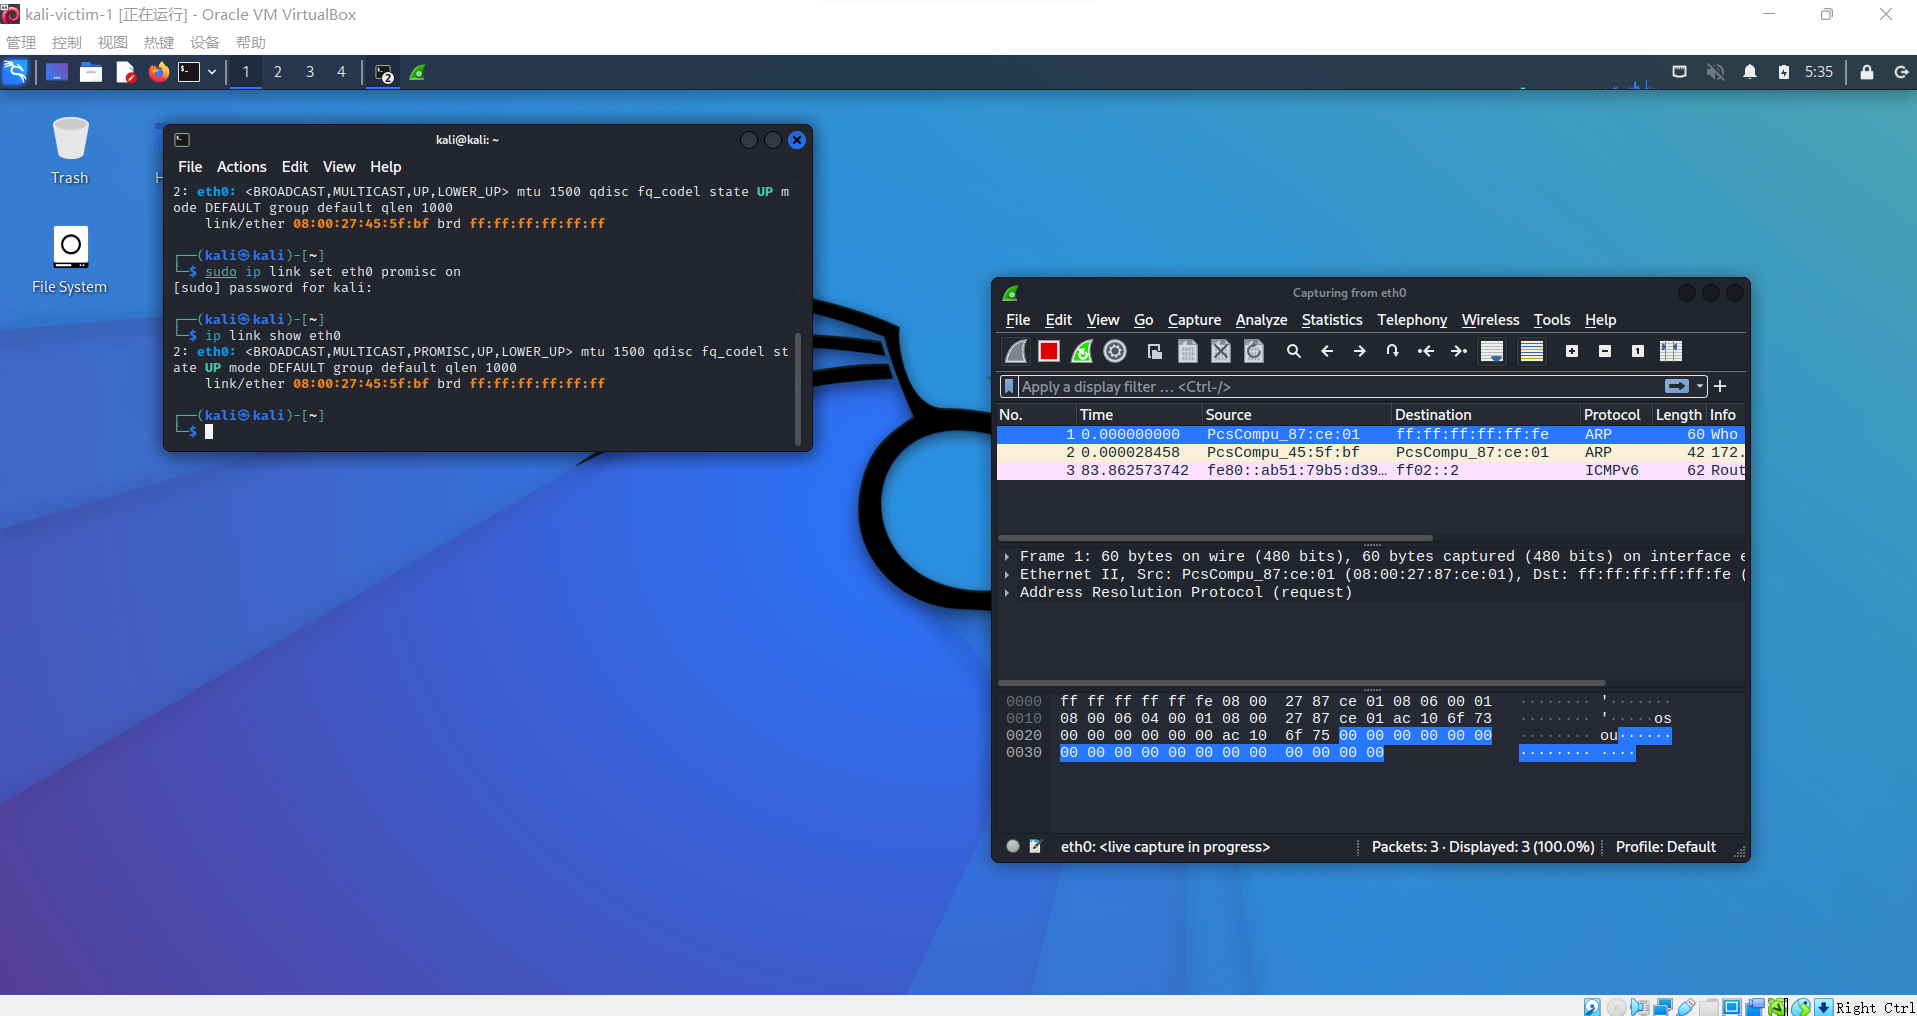 kali-victim-1 [正在运行] - Oracle VM VirtualBox
管理 控制 视图 热键 设备 帮助
1 2 3 4 2 5:35
Trash
H
File System
kali@kali: ~
File Actions Edit View Help
2: eth0: <BROADCAST,MULTICAST,UP,LOWER_UP> mtu 1500 qdisc fq_codel state UP m
ode DEFAULT group default qlen 1000
link/ether 08:00:27:45:5f:bf brd ff:ff:ff:ff:ff:ff
┌──(kali㉿kali)-[~]
└─$ sudo ip link set eth0 promisc on
[sudo] password for kali:
┌──(kali㉿kali)-[~]
└─$ ip link show eth0
2: eth0: <BROADCAST,MULTICAST,PROMISC,UP,LOWER_UP> mtu 1500 qdisc fq_codel st
ate UP mode DEFAULT group default qlen 1000
link/ether 08:00:27:45:5f:bf brd ff:ff:ff:ff:ff:ff
┌──(kali㉿kali)-[~]
└─$
Capturing from eth0
File Edit View Go Capture Analyze Statistics Telephony Wireless Tools Help
Apply a display filter … <Ctrl-/>
No. Time Source Destination Protocol Length Info
1 0.000000000 PcsCompu_87:ce:01 ff:ff:ff:ff:ff:fe ARP 60 Who
2 0.000028458 PcsCompu_45:5f:bf PcsCompu_87:ce:01 ARP 42 172.
3 83.862573742 fe80::ab51:79b5:d39… ff02::2 ICMPv6 62 Rout
Frame 1: 60 bytes on wire (480 bits), 60 bytes captured (480 bits) on interface e
Ethernet II, Src: PcsCompu_87:ce:01 (08:00:27:87:ce:01), Dst: ff:ff:ff:ff:ff:fe (
Address Resolution Protocol (request)
0000 ff ff ff ff ff fe 08 00 27 87 ce 01 08 06 00 01 ········ '·······
0010 08 00 06 04 00 01 08 00 27 87 ce 01 ac 10 6f 73 ········ '·····os
0020 00 00 00 00 00 00 ac 10 6f 75 00 00 00 00 00 00 ········ ou······
0030 00 00 00 00 00 00 00 00 00 00 00 00 ········ ····
eth0: <live capture in progress> Packets: 3 · Displayed: 3 (100.0%) Profile: Default
Right Ctrl